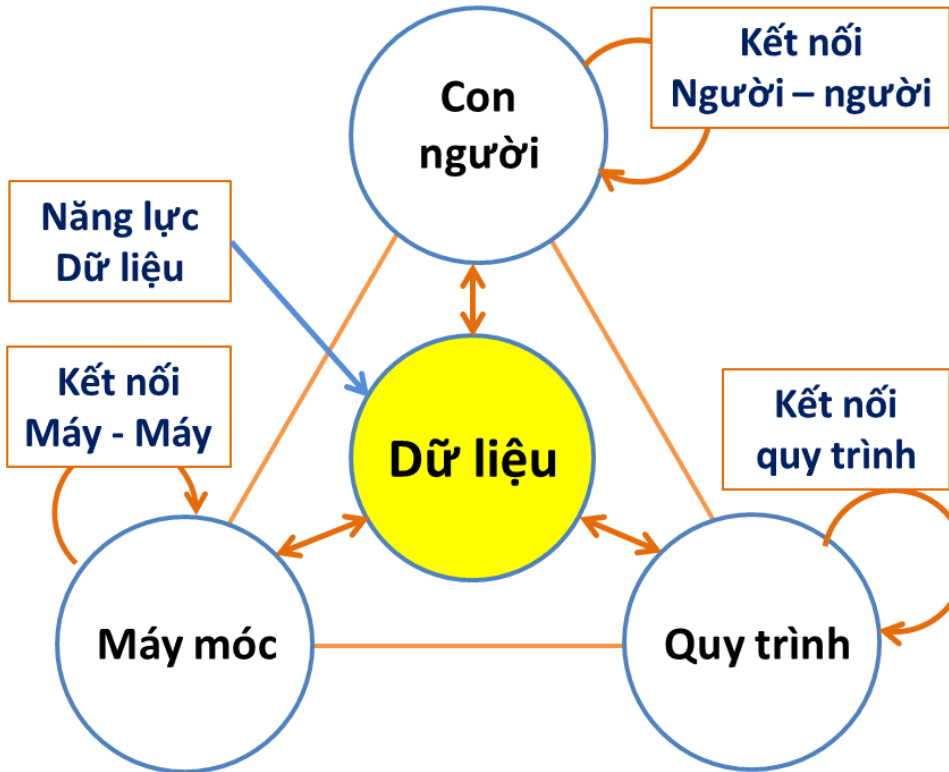 Con
người
Kết nối
Người – người
Năng lực
Dữ liệu
Kết nối
Máy - Máy
Dữ liệu
Kết nối
quy trình
Máy móc
Quy trình